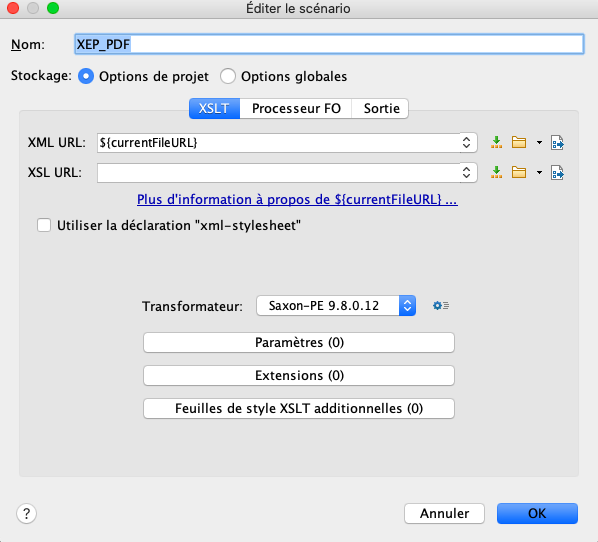 Éditer le scénario
Nom: XEP_PDF
Stockage: Options de projet Options globales
XSLT Processeur FO Sortie
XML URL: ${currentFileURL}
XSL URL:
Plus d'information à propos de ${currentFileURL} ...
Utiliser la déclaration "xml-stylesheet"
Transformateur: Saxon-PE 9.8.0.12
Paramètres (0)
Extensions (0)
Feuilles de style XSLT additionnelles (0)
? Annuler OK